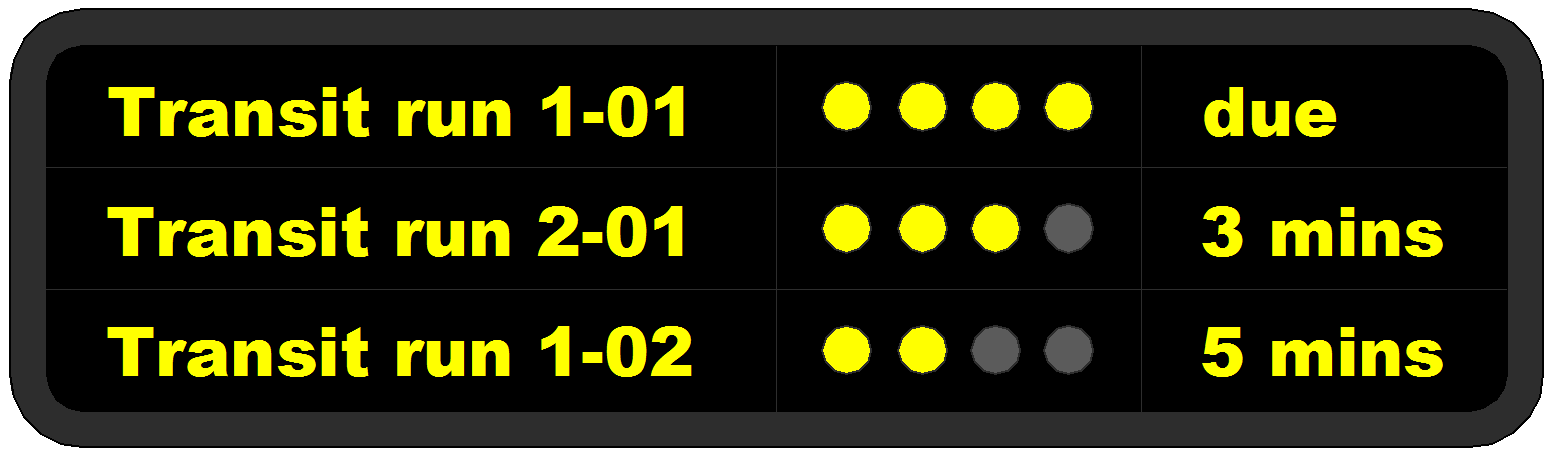 Transit run 1-01 due
Transit run 2-01 3 mins
Transit run 1-02 5 mins